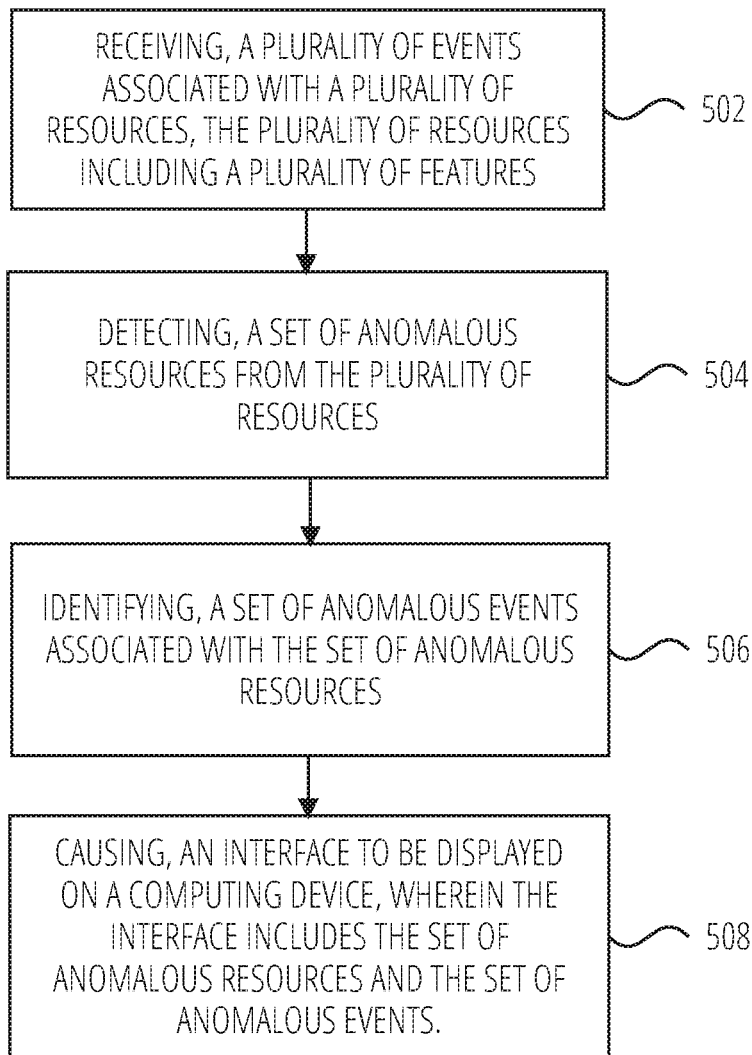 RECEIVING, A PLURALITY OF EVENTS
ASSOCIATED WITH A PLURALITY OF
RESOURCES, THE PLURALITY OF RESOURCES
INCLUDING A PLURALITY OF FEATURES
502
DETECTING, A SET OF ANOMALOUS
RESOURCES FROM THE PLURALITY OF
RESOURCES
504
IDENTIFYING, A SET OF ANOMALOUS EVENTS
ASSOCIATED WITH THE SET OF ANOMALOUS
RESOURCES
506
CAUSING, AN INTERFACE TO BE DISPLAYED
ON A COMPUTING DEVICE, WHEREIN THE
INTERFACE INCLUDES THE SET OF
ANOMALOUS RESOURCES AND THE SET OF
ANOMALOUS EVENTS.
508